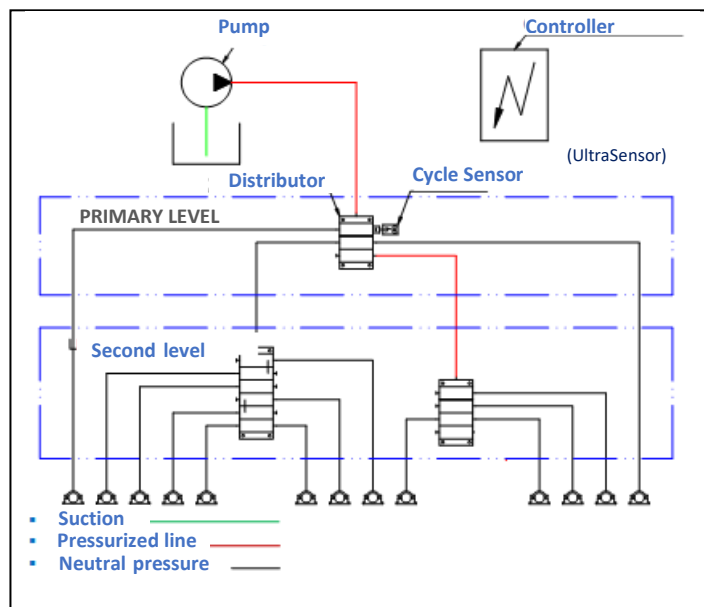 Pump
Controller
(UltraSensor)
Distributor
Cycle Sensor
PRIMARY LEVEL
Second level
▪ Suction
▪ Pressurized line
▪ Neutral pressure